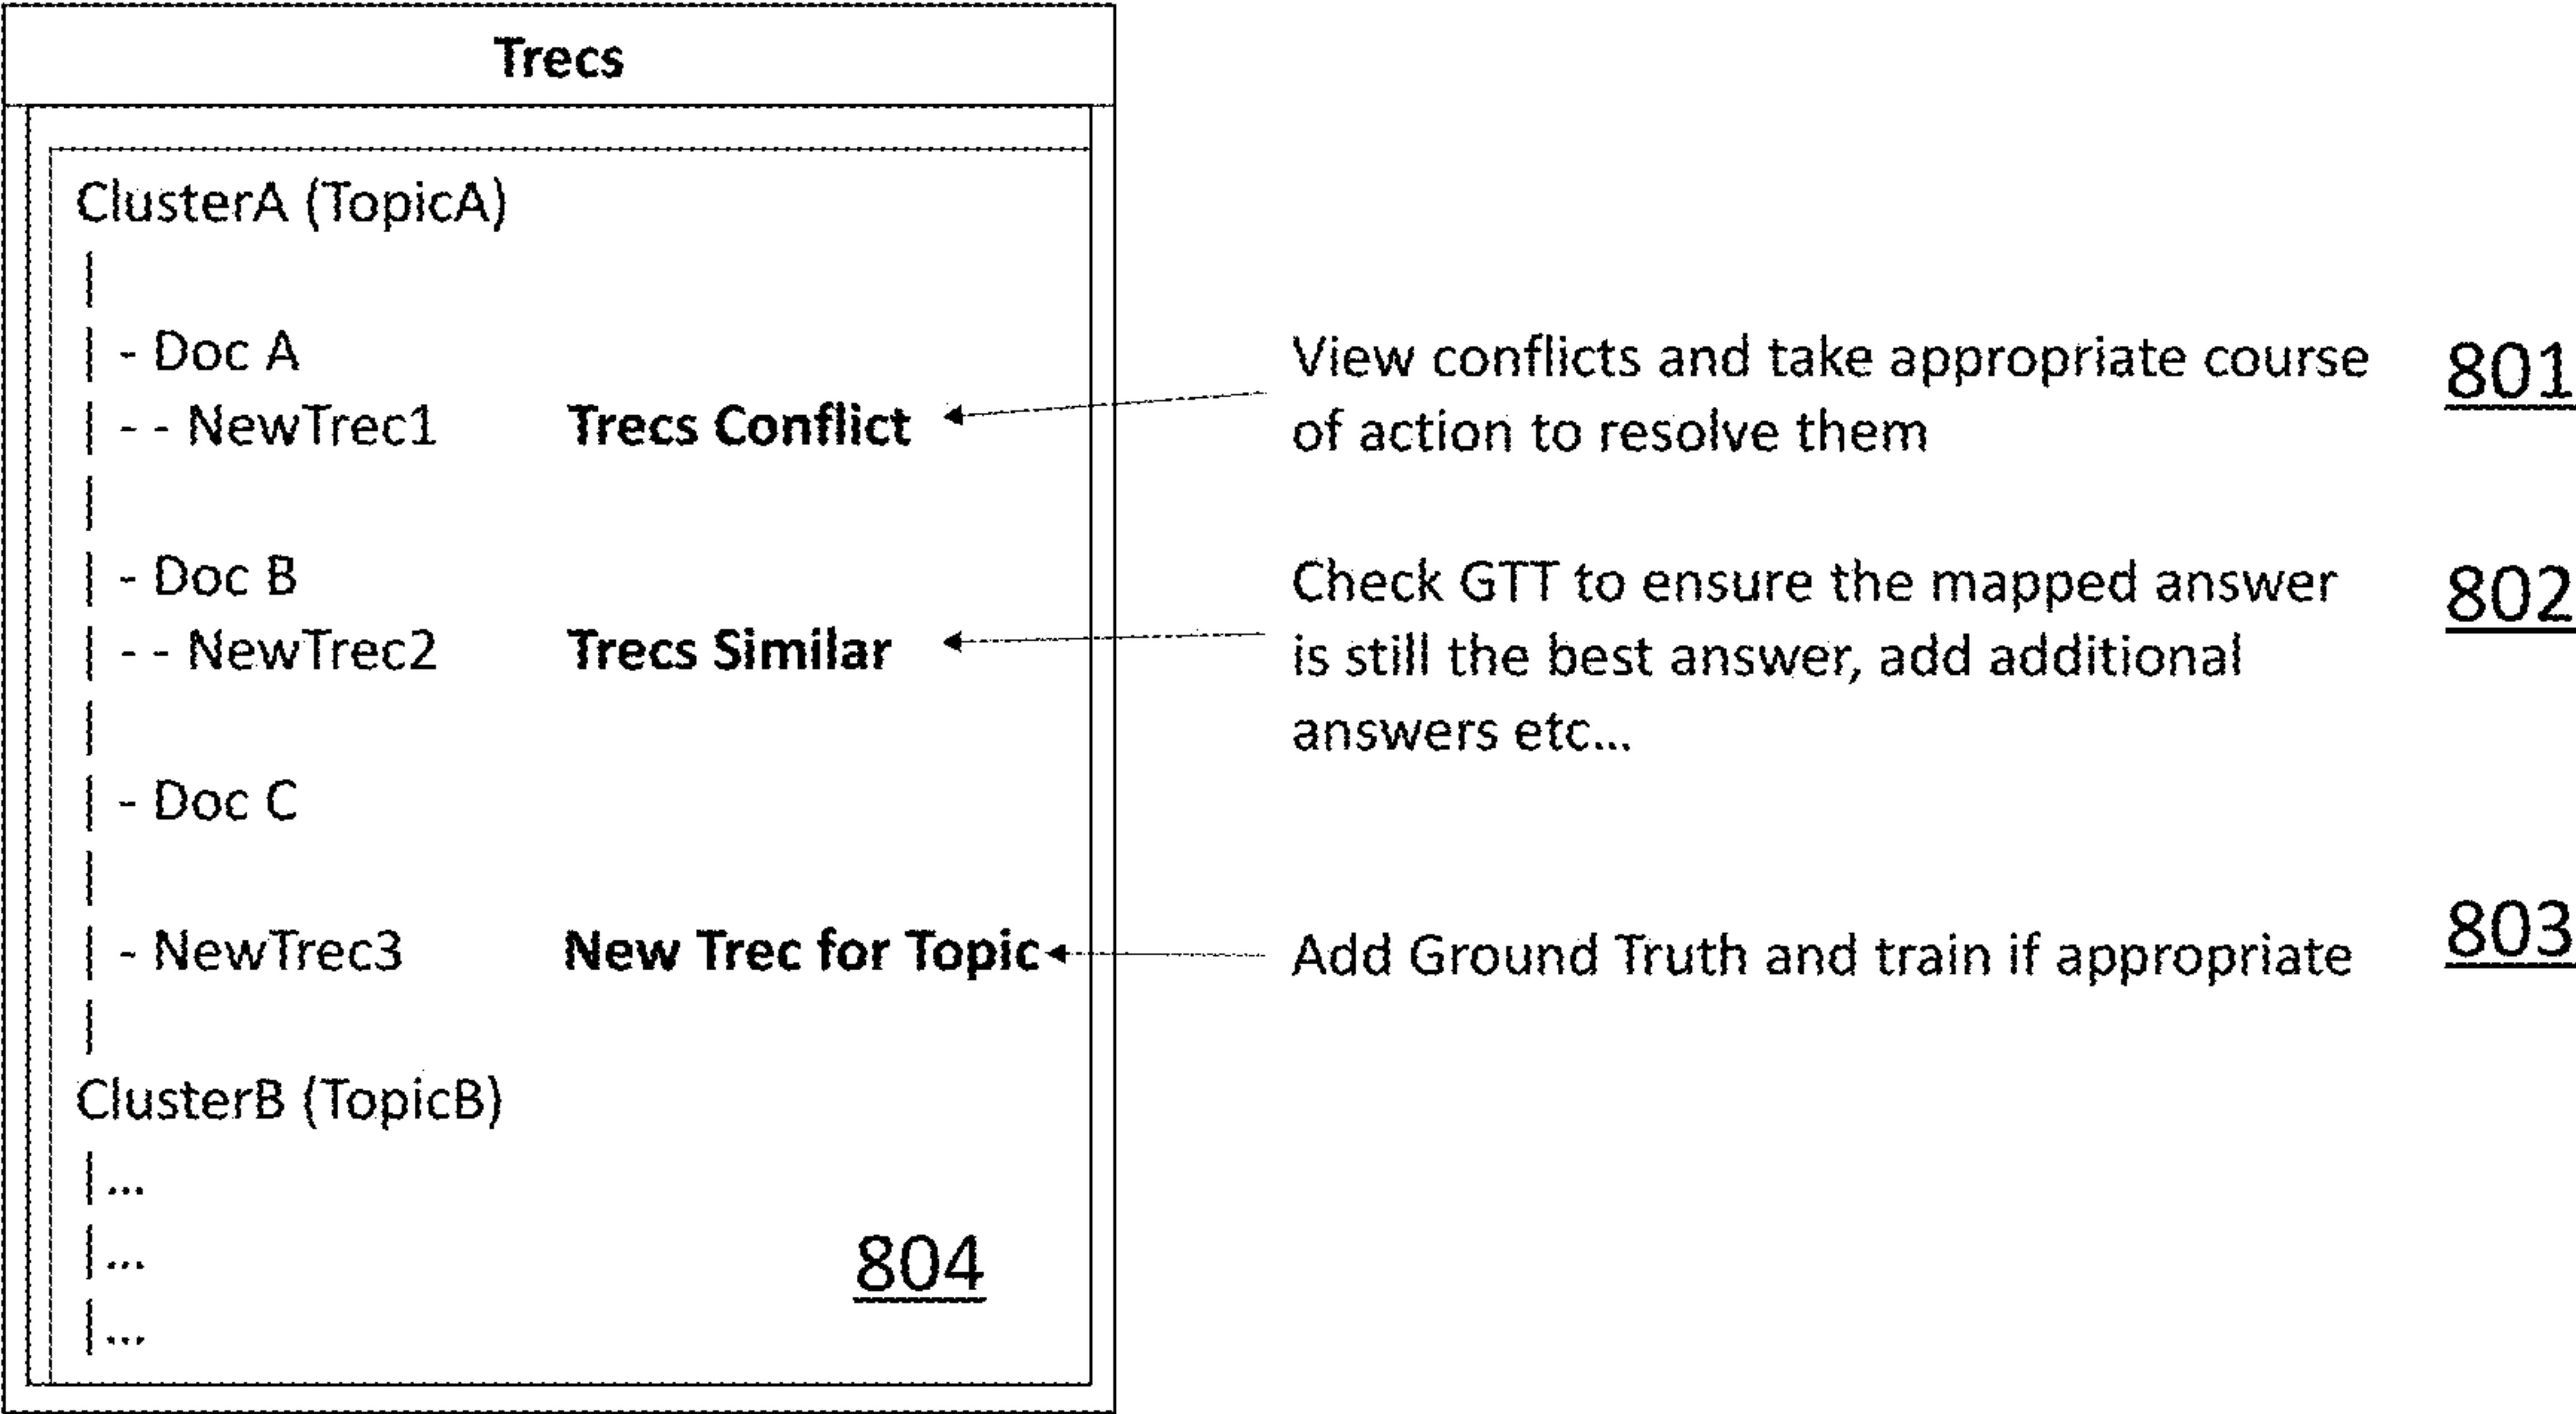 Trecs
ClusterA (TopicA)
|
| - Doc A
| - - NewTrec1 Trecs Conflict
|
| - Doc B
| - - NewTrec2 Trecs Similar
|
| - Doc C
|
| - NewTrec3 New Trec for Topic
|
ClusterB (TopicB)
|...
|...
|...
804
View conflicts and take appropriate course
of action to resolve them
801
Check GTT to ensure the mapped answer
is still the best answer, add additional
answers etc...
802
Add Ground Truth and train if appropriate
803